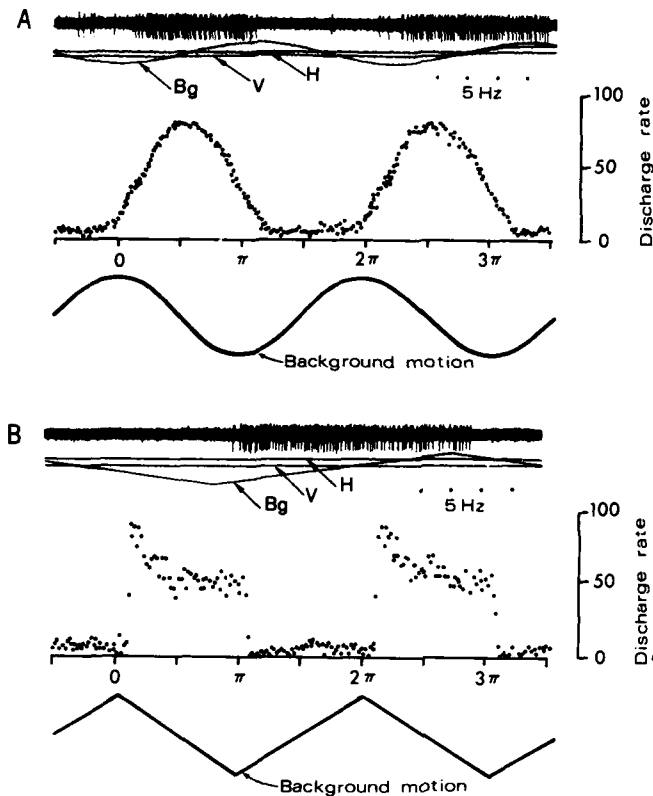 A
Bg
V
H
5 Hz
100
50
0
Discharge rate
0 π 2π 3π
Background motion
B
Bg
V
H
5 Hz
100
50
0
Discharge rate
0 π 2π 3π
Background motion